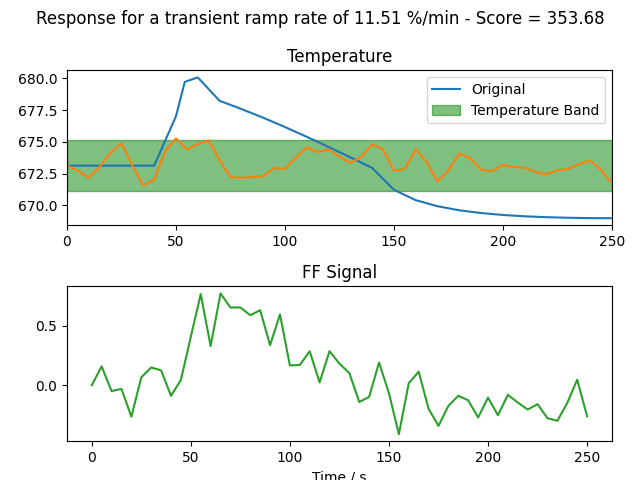 Response for a transient ramp rate of 11.51 %/min - Score = 353.68
Temperature
680.0
677.5
675.0
672.5
670.0
Original
Temperature Band
0 50 100 150 200 250
FF Signal
0.5
0.0
0 50 100 150 200 250
Time / s